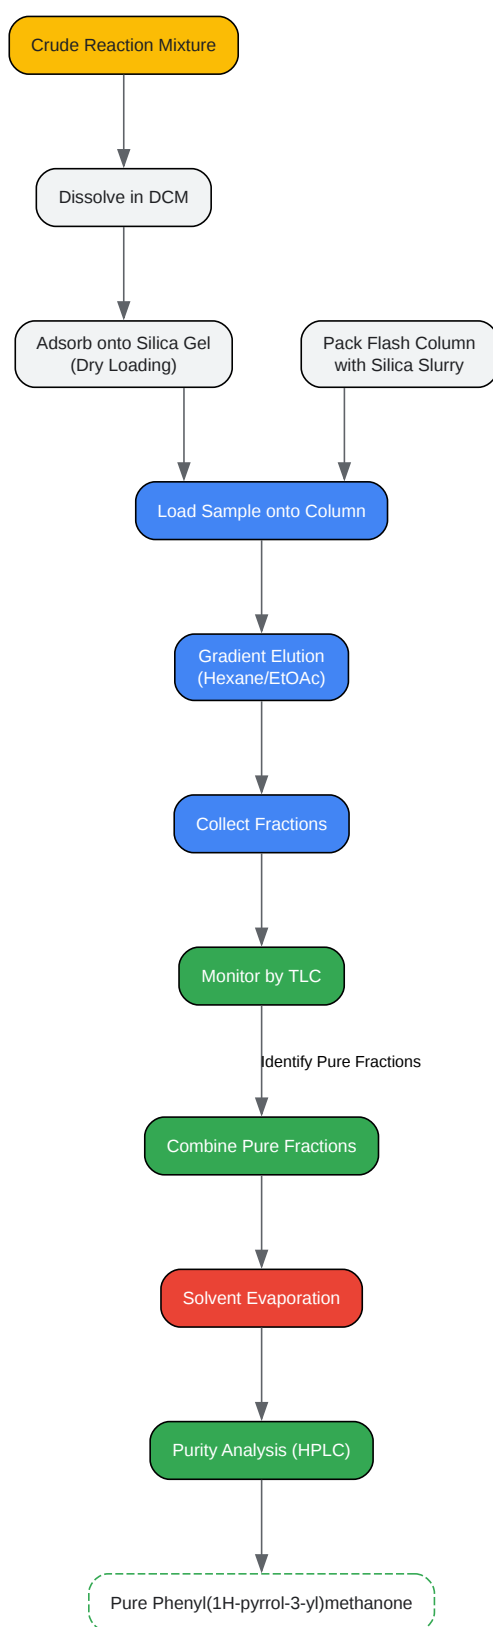 Crude Reaction Mixture
Dissolve in DCM
Adsorb onto Silica Gel
(Dry Loading)
Pack Flash Column
with Silica Slurry
Load Sample onto Column
Gradient Elution
(Hexane/EtOAc)
Collect Fractions
Monitor by TLC
Identify Pure Fractions
Combine Pure Fractions
Solvent Evaporation
Purity Analysis (HPLC)
Pure Phenyl(1H-pyrrol-3-yl)methanone